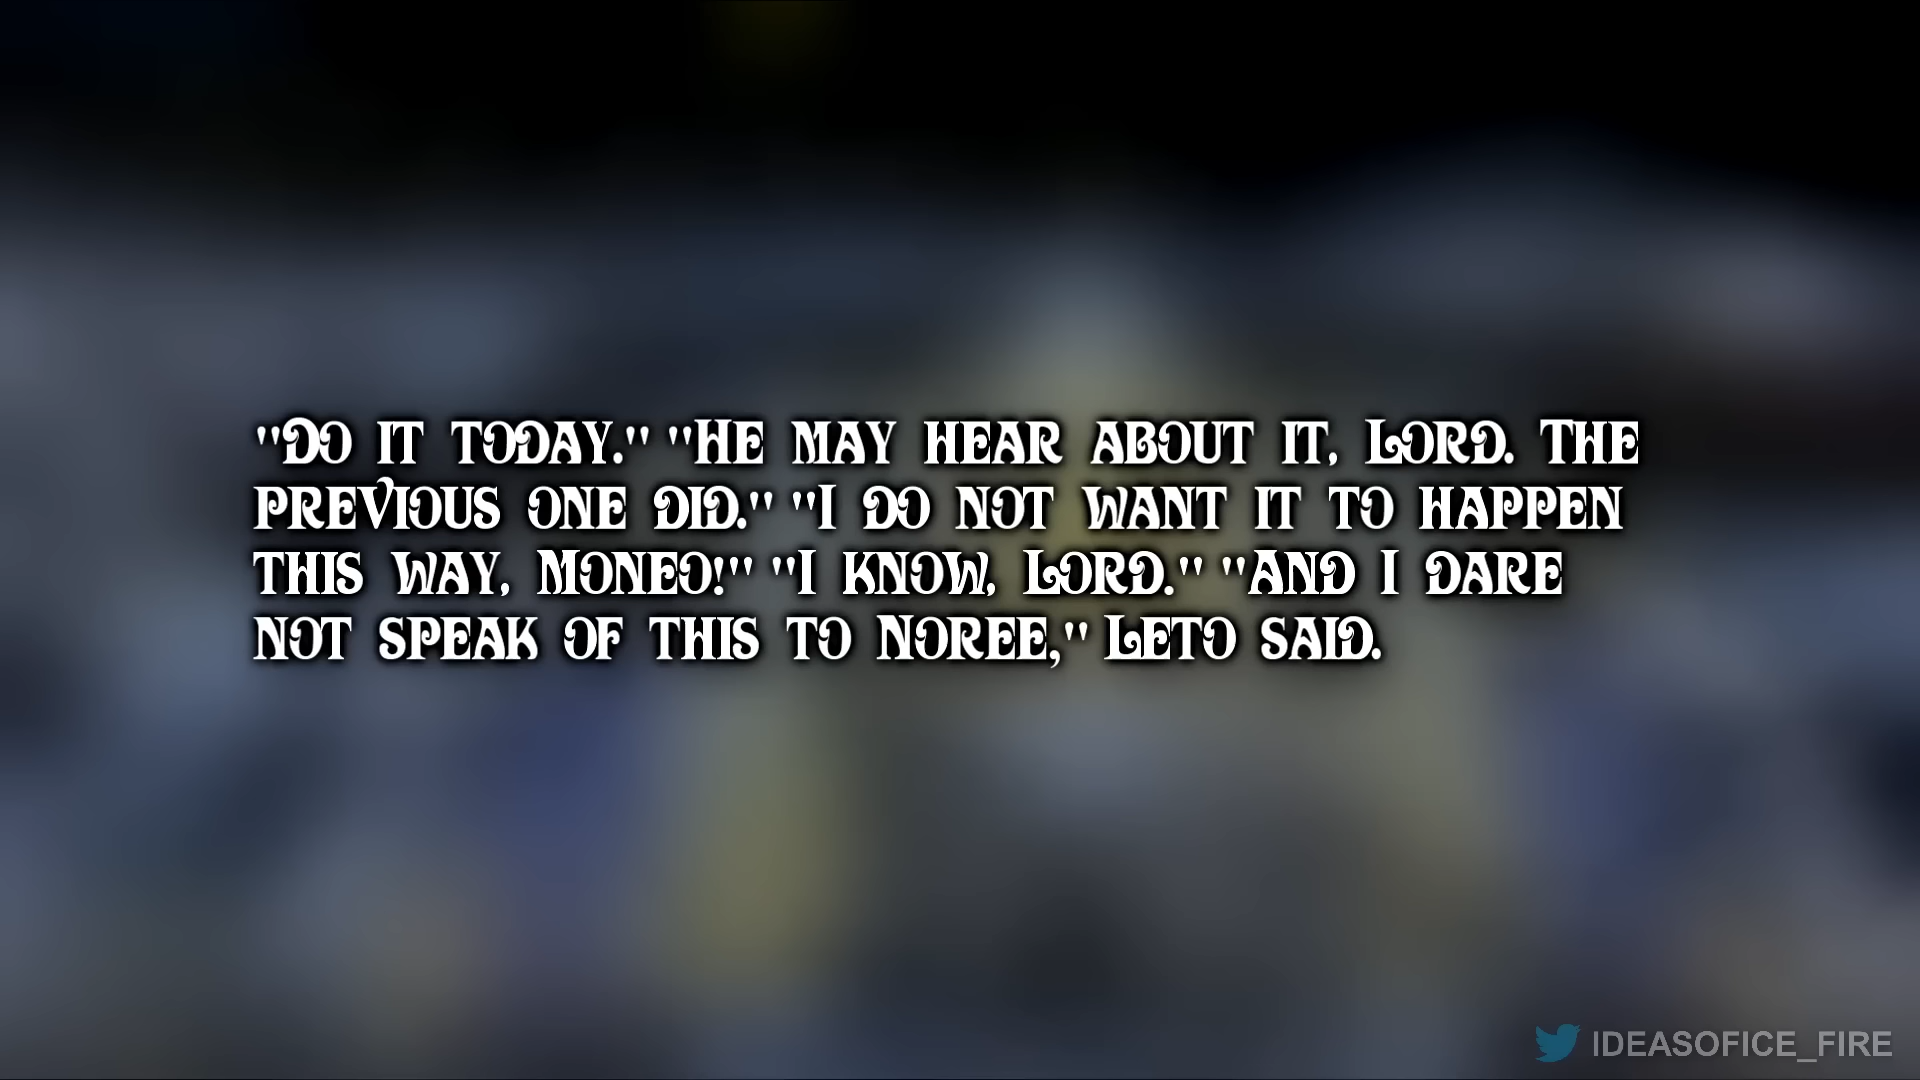 "Do it today." "He may hear about it, Lord. The
previous one did." "I do not want it to happen
this way, Moneo!" "I know, Lord." "And I dare
not speak of this to Noree," Leto said.
IDEASOFICE_FIRE